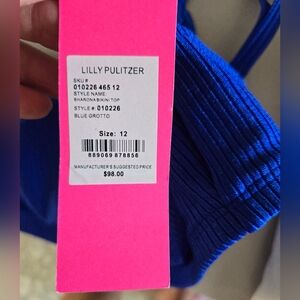 LILLY PULITZER
SKU#
010226 465 12
STYLE NAME:
SHARONA BIKINI TOP
STYLE #: 010226
BLUE GROTTO
Size: 12
889069 878856
MANUFACTURER'S SUGGESTED PRICE
$98.00